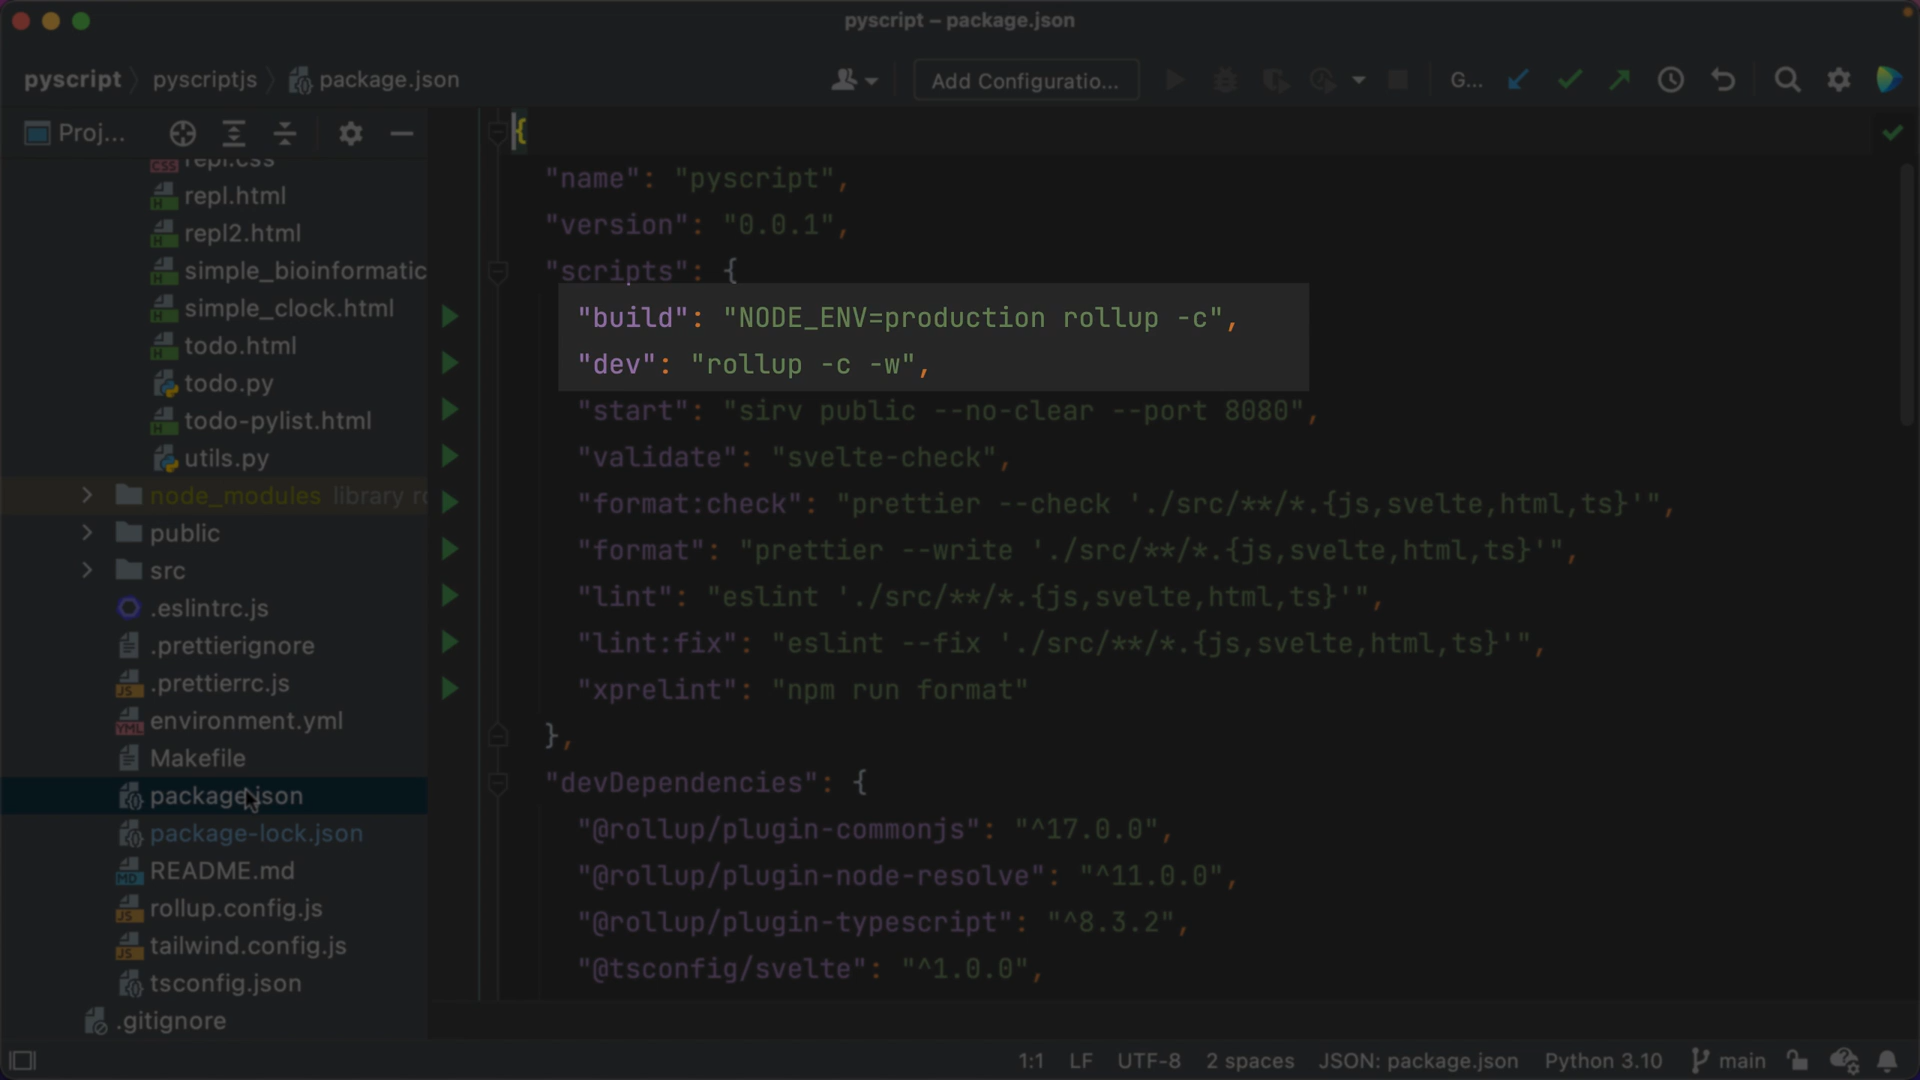 pyscript – package.json
pyscript
pyscriptjs
package.json
Add Configuratio...
G...
Proj...
repl.css
repl.html
repl2.html
simple_bioinformatic
simple_clock.html
todo.html
todo.py
todo-pylist.html
utils.py
node_modules library ro
public
src
.eslintrc.js
.prettierignore
.prettierrc.js
environment.yml
Makefile
package.json
package-lock.json
README.md
rollup.config.js
tailwind.config.js
tsconfig.json
.gitignore
{
"name": "pyscript",
"version": "0.0.1",
"scripts": {
"build": "NODE_ENV=production rollup -c",
"dev": "rollup -c -w",
"start": "sirv public --no-clear --port 8080",
"validate": "svelte-check",
"format:check": "prettier --check './src/**/*.{js,svelte,html,ts}'",
"format": "prettier --write './src/**/*.{js,svelte,html,ts}'",
"lint": "eslint './src/**/*.{js,svelte,html,ts}'",
"lint:fix": "eslint --fix './src/**/*.{js,svelte,html,ts}'",
"xprelint": "npm run format"
},
"devDependencies": {
"@rollup/plugin-commonjs": "^17.0.0",
"@rollup/plugin-node-resolve": "^11.0.0",
"@rollup/plugin-typescript": "^8.3.2",
"@tsconfig/svelte": "^1.0.0",
1:1 LF UTF-8 2 spaces JSON: package.json Python 3.10 main